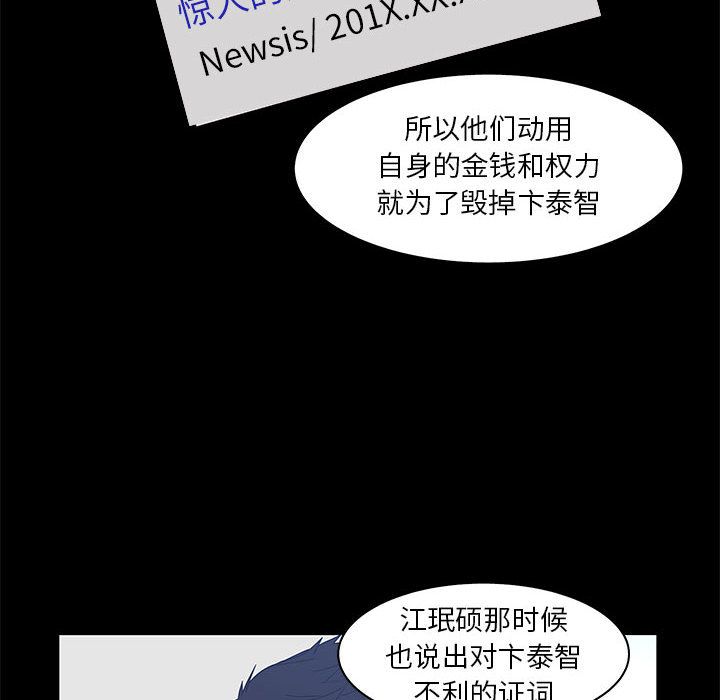 惊人的
Newsis/ 201X.XX.
所以他们动用
自身的金钱和权力
就为了毁掉卞泰智
江珉硕那时候
也说出对卞泰智
不利的证词